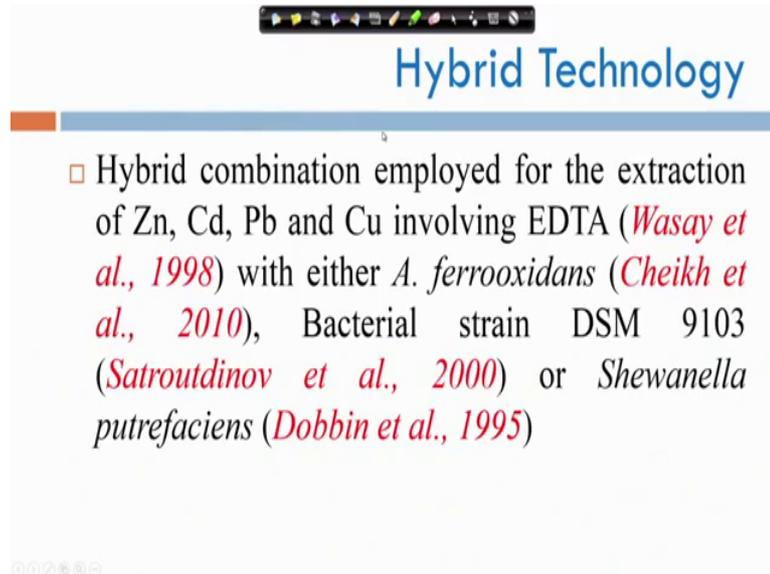 Hybrid Technology
Hybrid combination employed for the extraction
of Zn, Cd, Pb and Cu involving EDTA (Wasay et
al., 1998) with either A. ferrooxidans (Cheikh et
al., 2010), Bacterial strain DSM 9103
(Satroutdinov et al., 2000) or Shewanella
putrefaciens (Dobbin et al., 1995)